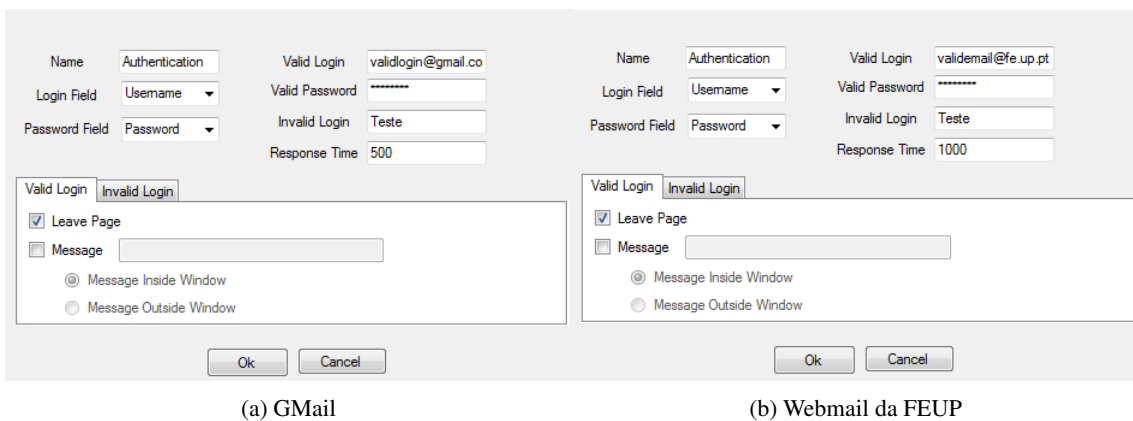 Name Authentication Valid Login validlogin@gmail.co
Login Field Username Valid Password ********
Password Field Password Invalid Login Teste
Response Time 500
Valid Login Invalid Login
Leave Page
Message
Message Inside Window
Message Outside Window
Ok Cancel
(a) GMail
Name Authentication Valid Login validemail@fe.up.pt
Login Field Username Valid Password ********
Password Field Password Invalid Login Teste
Response Time 1000
Valid Login Invalid Login
Leave Page
Message
Message Inside Window
Message Outside Window
Ok Cancel
(b) Webmail da FEUP